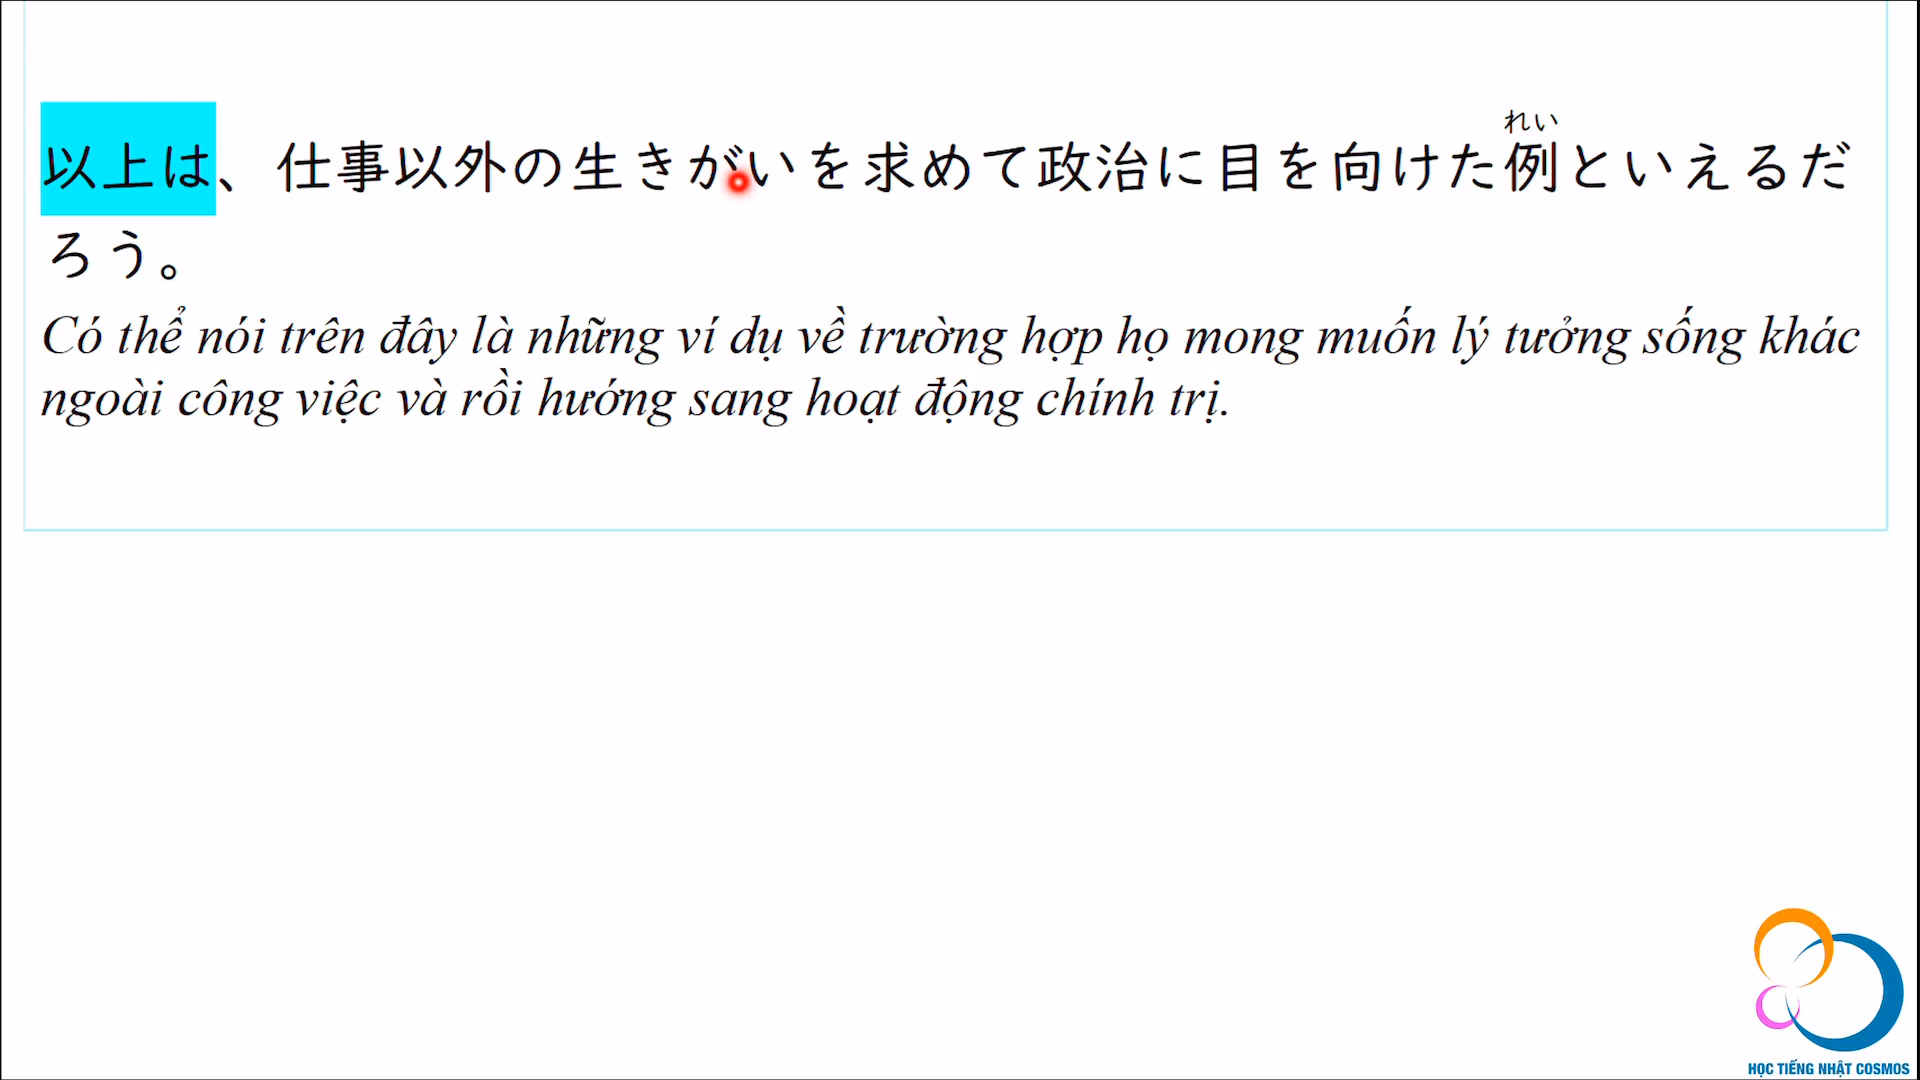 れい
以上は、仕事以外の生きがいを求めて政治に目を向けた例といえるだ
ろう。
Có thể nói trên đây là những ví dụ về trường hợp họ mong muốn lý tưởng sống khác
ngoài công việc và rồi hướng sang hoạt động chính trị.
HỌC TIẾNG NHẬT COSMOS